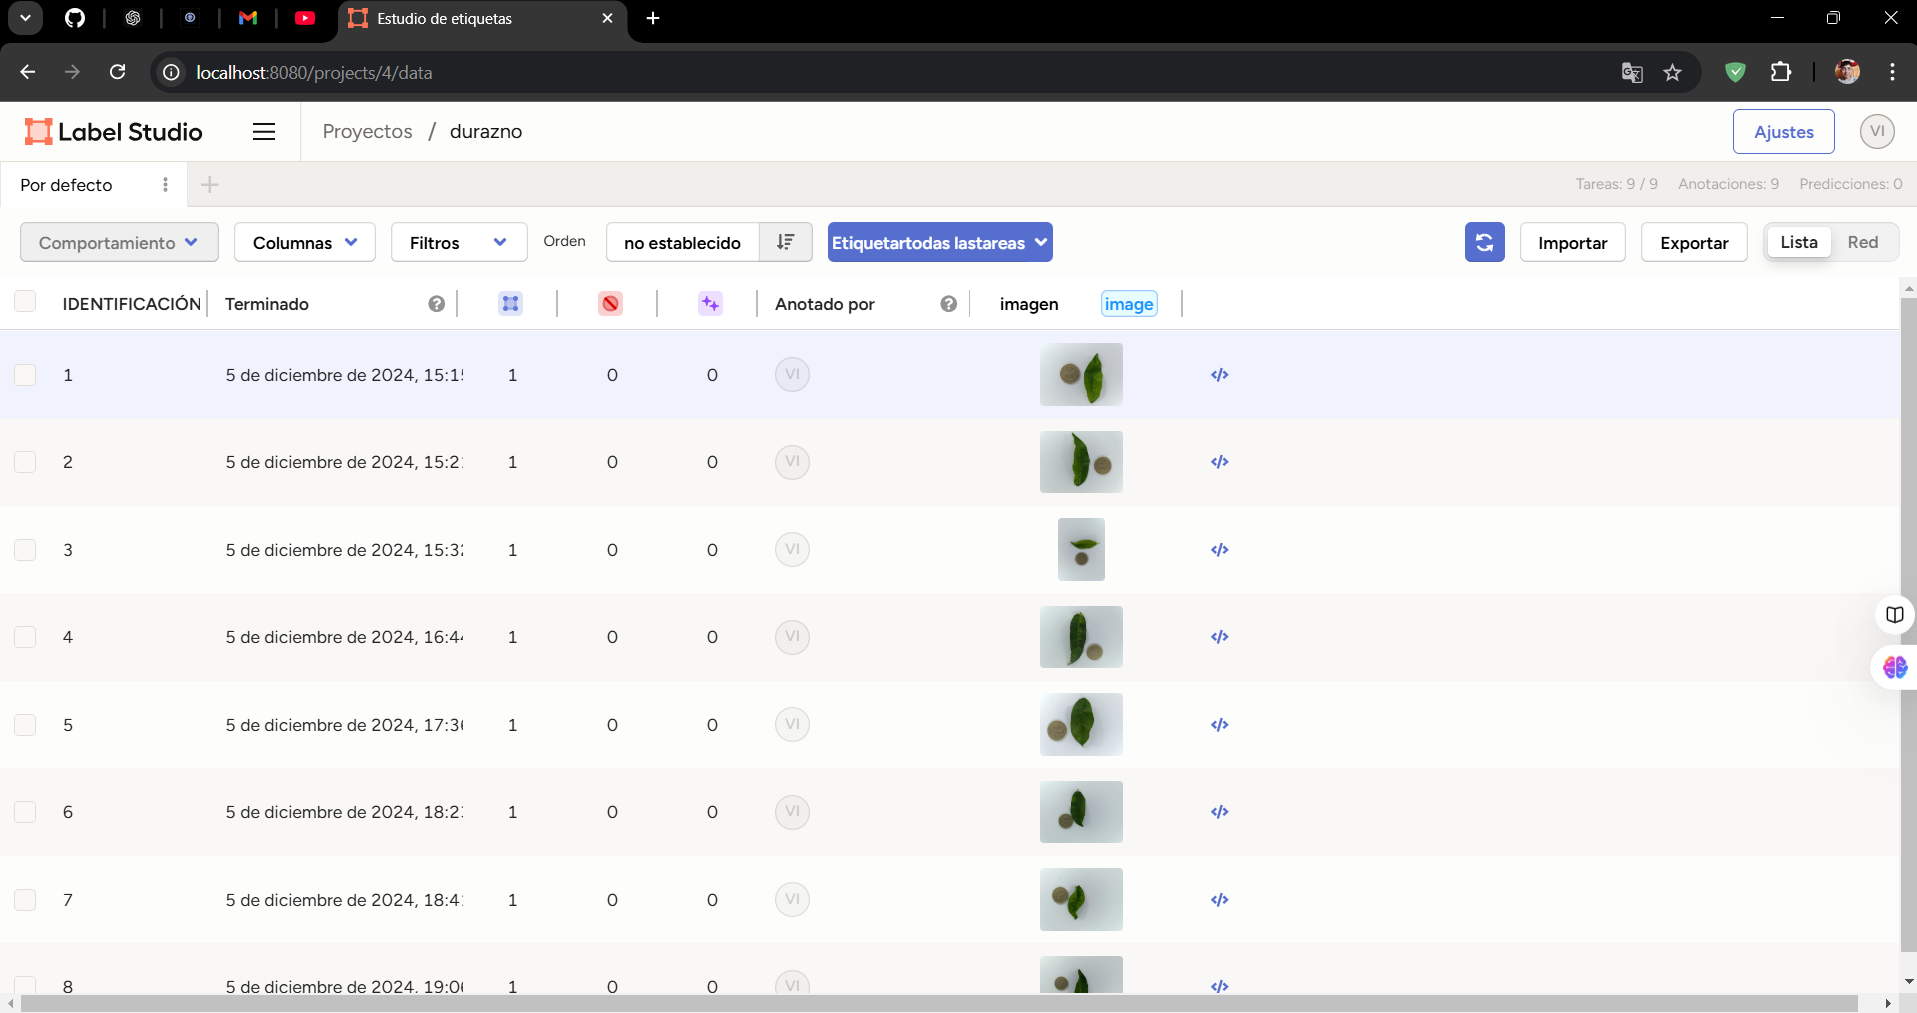 Estudio de etiquetas
localhost:8080/projects/4/data
Label Studio
Proyectos / durazno
Ajustes
VI
Por defecto
Tareas: 9 / 9 Anotaciones: 9 Predicciones: 0
Comportamiento
Columnas
Filtros
Orden
no establecido
Etiquetartodas lastareas
Importar
Exportar
Lista
Red
IDENTIFICACIÓN Terminado Anotado por imagen image
1 5 de diciembre de 2024, 15:15 1 0 0 VI
2 5 de diciembre de 2024, 15:2 1 0 0 VI
3 5 de diciembre de 2024, 15:32 1 0 0 VI
4 5 de diciembre de 2024, 16:44 1 0 0 VI
5 5 de diciembre de 2024, 17:36 1 0 0 VI
6 5 de diciembre de 2024, 18:2 1 0 0 VI
7 5 de diciembre de 2024, 18:4 1 0 0 VI
8 5 de diciembre de 2024, 19:06 1 0 0 VI